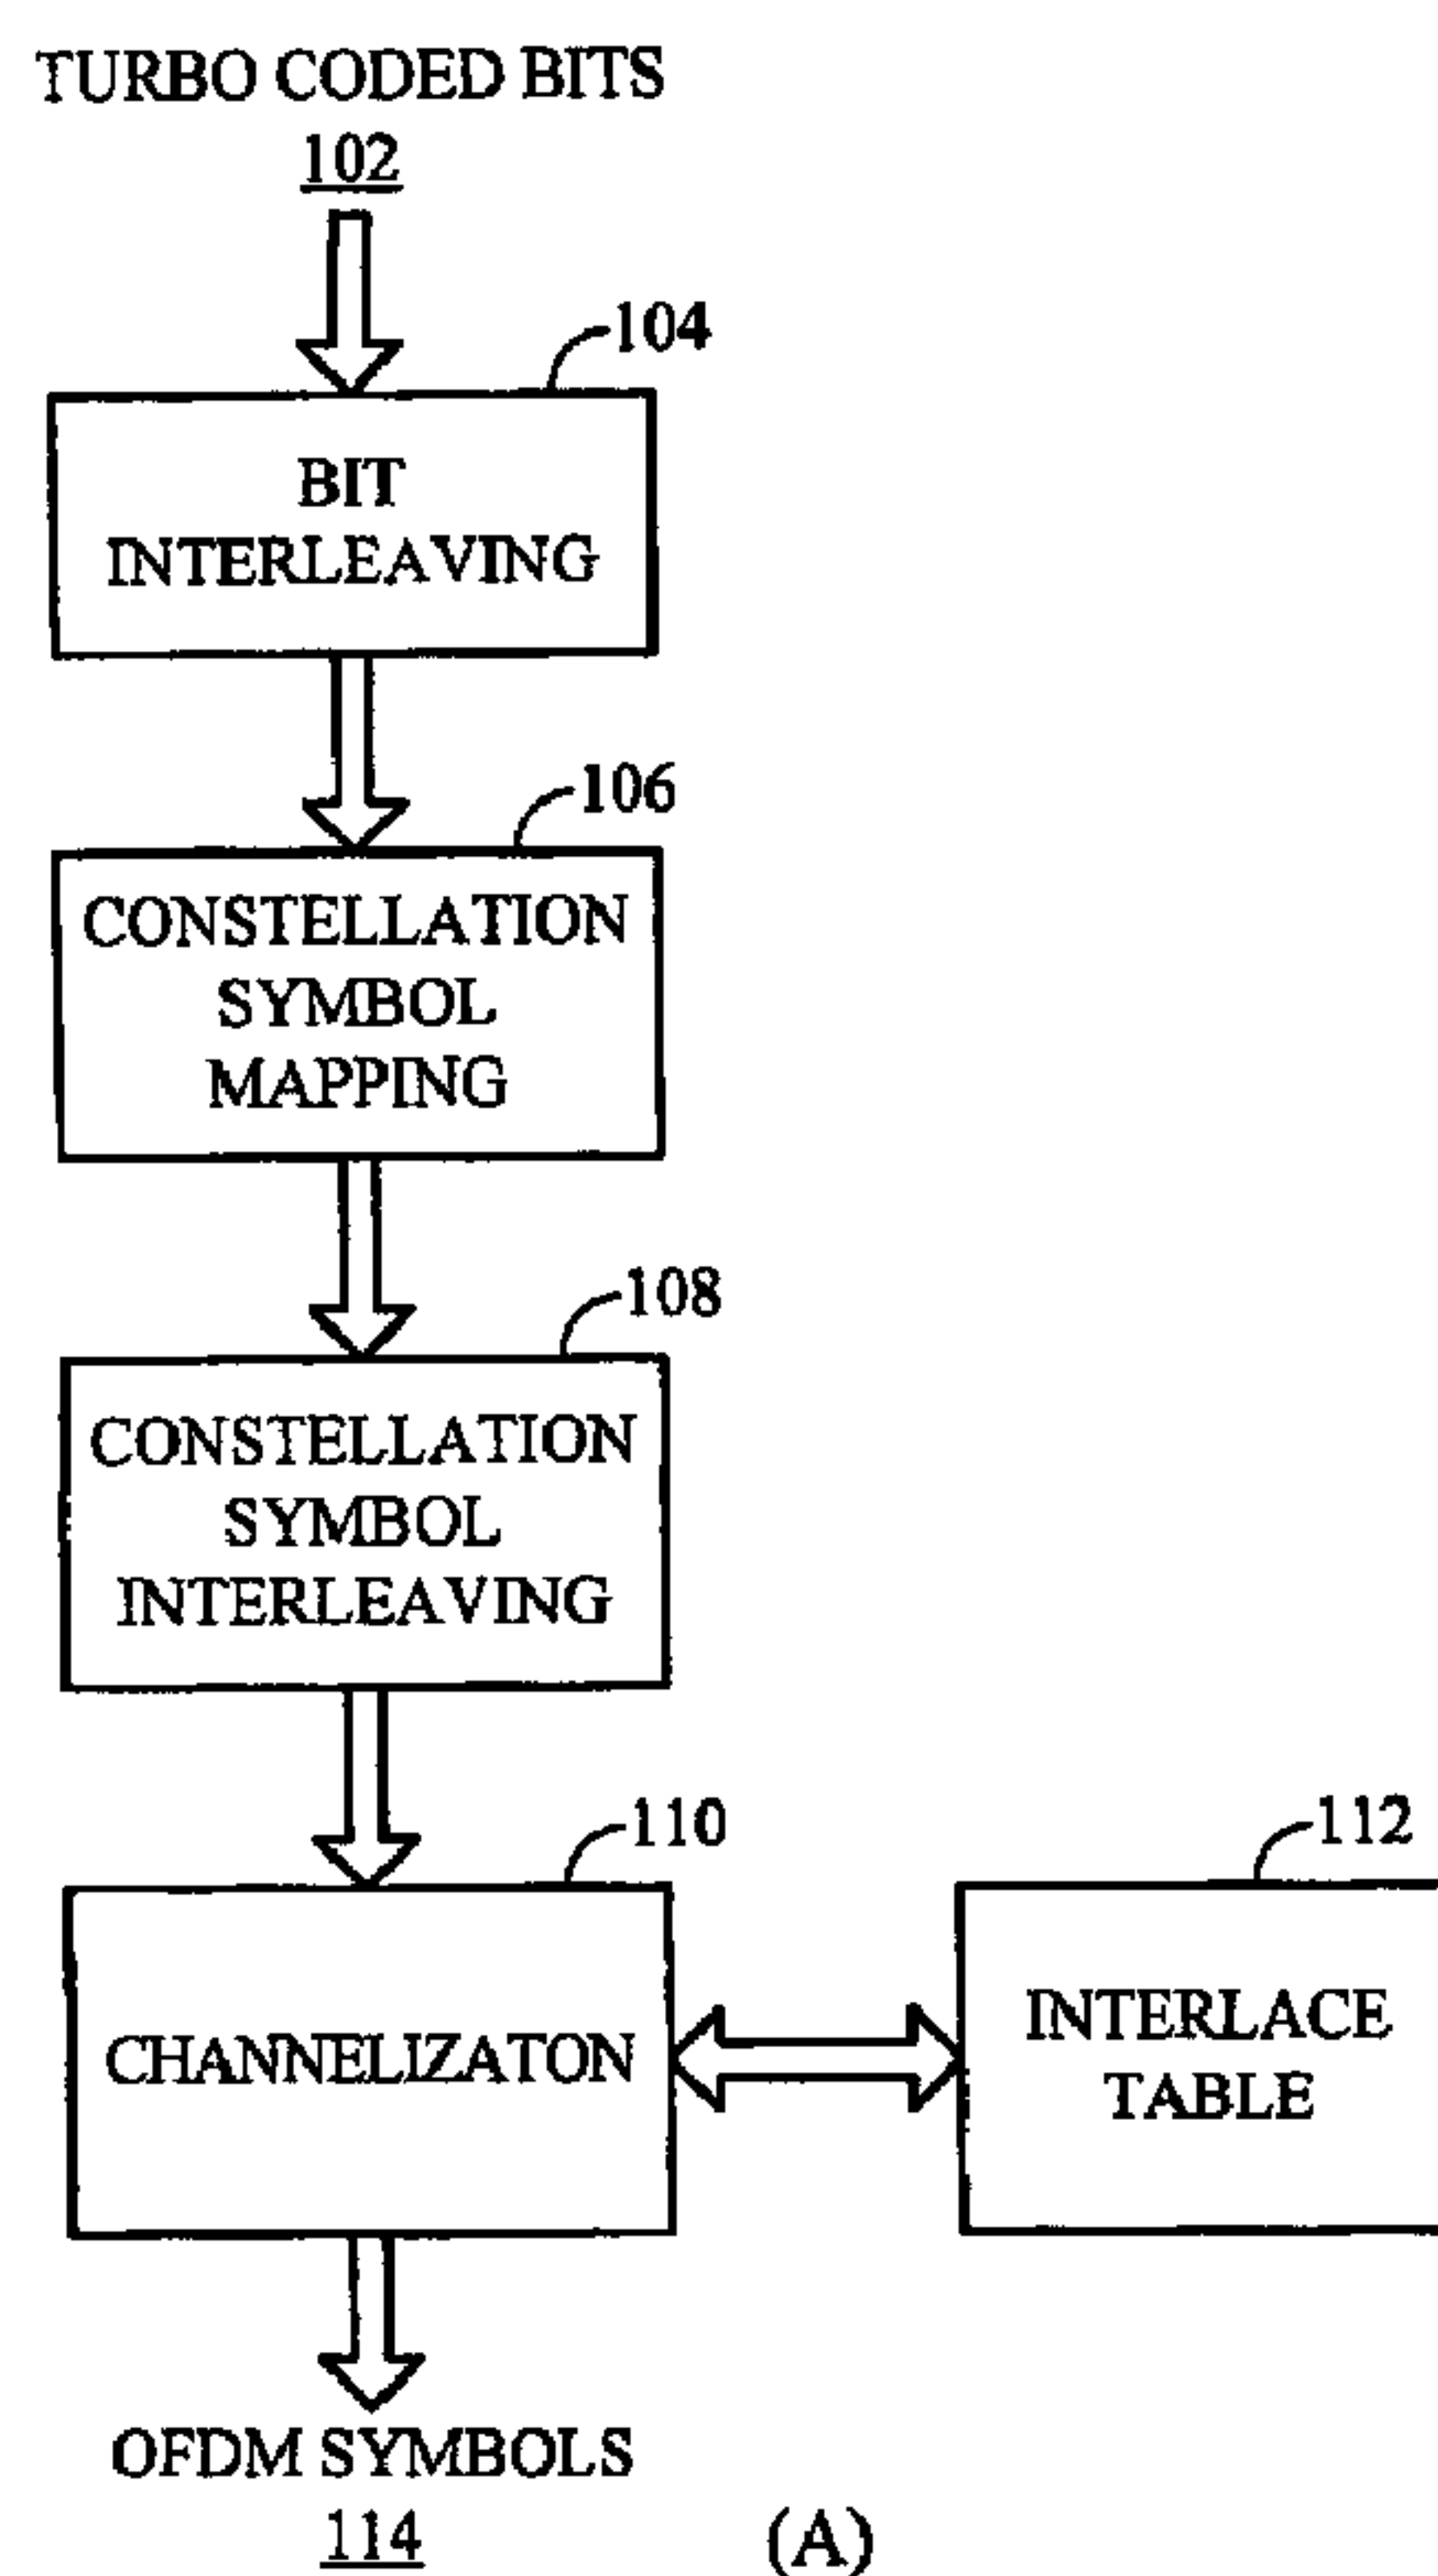 TURBO CODED BITS
102
104
BIT
INTERLEAVING
106
CONSTELLATION
SYMBOL
MAPPING
108
CONSTELLATION
SYMBOL
INTERLEAVING
110
112
CHANNELIZATON
INTERLACE
TABLE
OFDM SYMBOLS
114
(A)